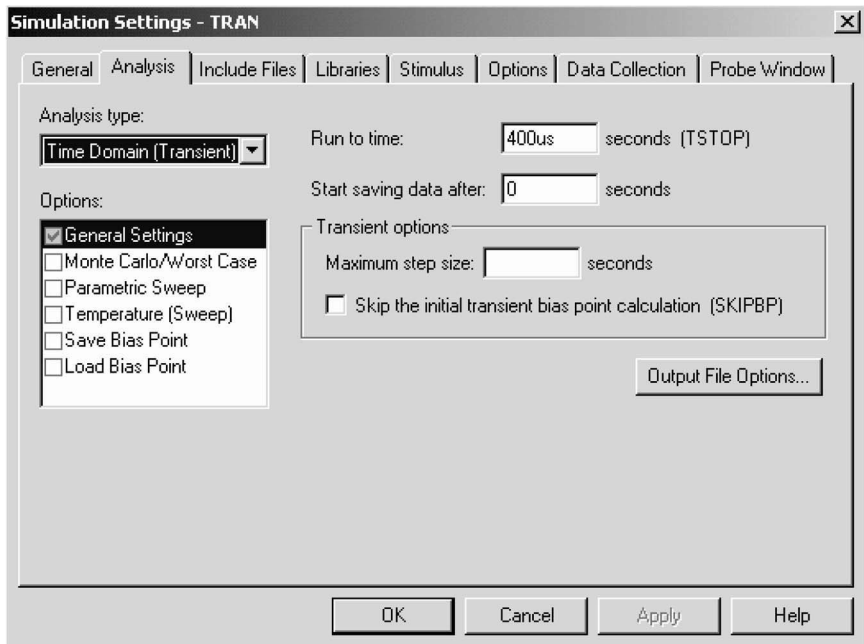 Simulation Settings - TRAN
General Analysis Include Files Libraries Stimulus Options Data Collection Probe Window
Analysis type:
Time Domain (Transient)
Options:
General Settings
Monte Carlo/Worst Case
Parametric Sweep
Temperature (Sweep)
Save Bias Point
Load Bias Point
Run to time: 400us seconds (TSTOP)
Start saving data after: 0 seconds
Transient options
Maximum step size: seconds
Skip the initial transient bias point calculation (SKIPBP)
Output File Options...
OK Cancel Apply Help